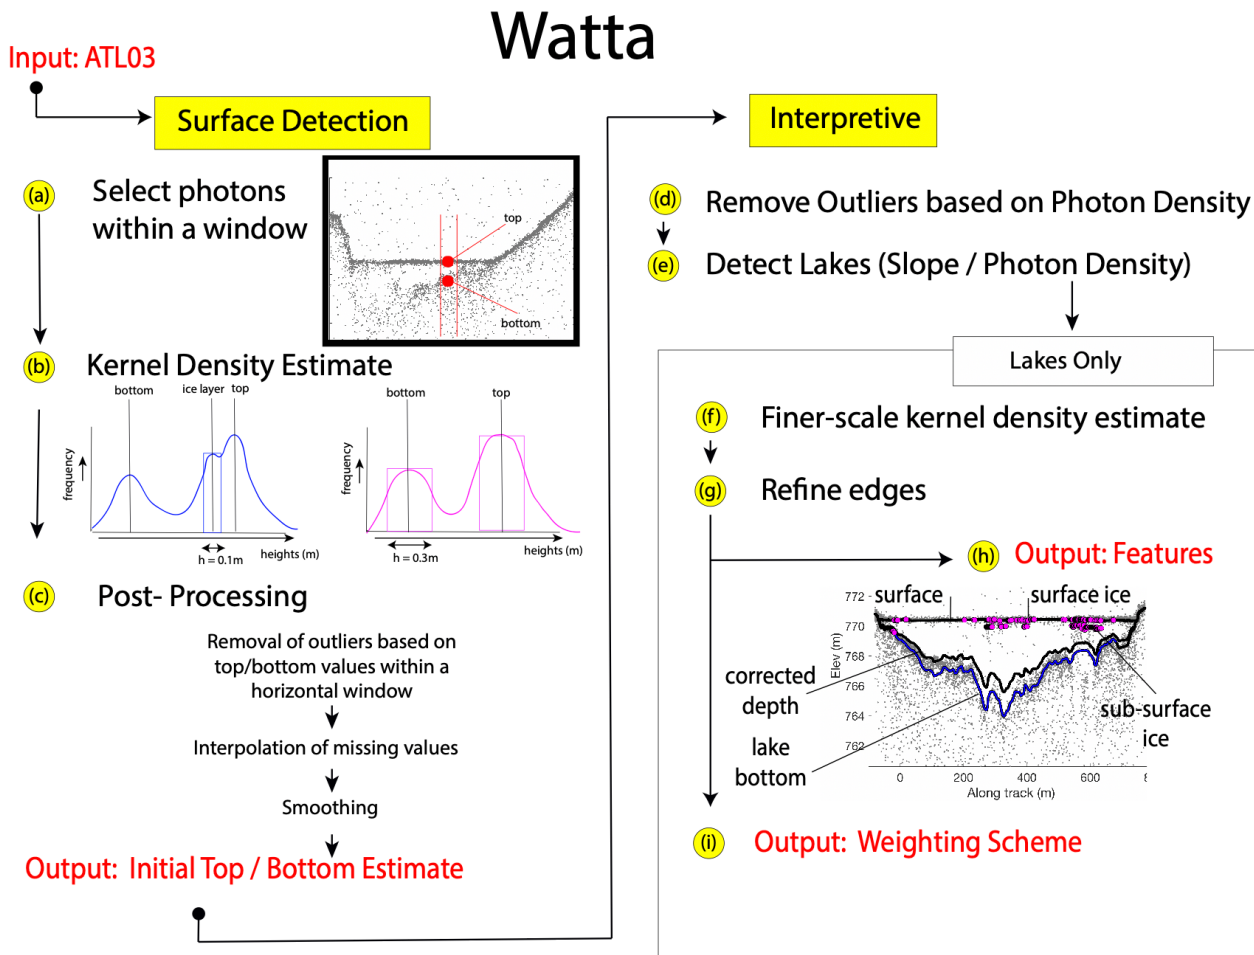 Watta
Input: ATL03
Surface Detection
(a)
Select photons
within a window
top
bottom
(b)
Kernel Density Estimate
bottom
ice layer
top
frequency
heights (m)
h = 0.1m
bottom
top
frequency
heights (m)
h = 0.3m
(c)
Post- Processing
Removal of outliers based on
top/bottom values within a
horizontal window
Interpolation of missing values
Smoothing
Output: Initial Top / Bottom Estimate
Interpretive
(d)
Remove Outliers based on Photon Density
(e)
Detect Lakes (Slope / Photon Density)
Lakes Only
(f)
Finer-scale kernel density estimate
(g)
Refine edges
(h)
Output: Features
surface
surface ice
772
770
768
766
764
762
Elev (m)
corrected
depth
lake
bottom
sub-surface
ice
0
200
400
600
8
Along track (m)
(i)
Output: Weighting Scheme